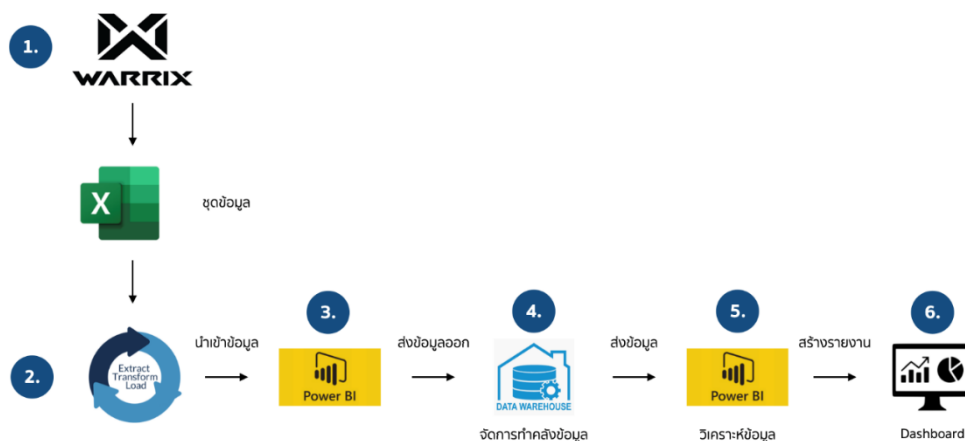 1.
WARRIX
X
ชุดข้อมูล
2.
Extract
Transform
Load
นำเข้าข้อมูล
3.
Power BI
ส่งข้อมูลออก
4.
DATA WAREHOUSE
จัดการทำคลังข้อมูล
ส่งข้อมูล
5.
Power BI
วิเคราะห์ข้อมูล
สร้างรายงาน
6.
Dashboard